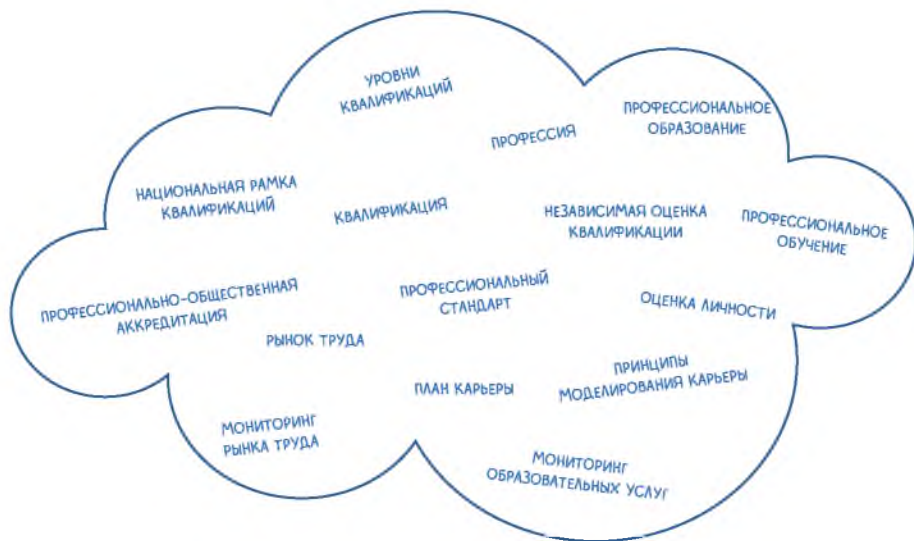 УРОВНИ
КВАЛИФИКАЦИЙ
ПРОФЕССИЯ
ПРОФЕССИОНАЛЬНОЕ
ОБРАЗОВАНИЕ
НАЦИОНАЛЬНАЯ РАМКА
КВАЛИФИКАЦИЙ
КВАЛИФИКАЦИЯ
НЕЗАВИСИМАЯ ОЦЕНКА
КВАЛИФИКАЦИИ
ПРОФЕССИОНАЛЬНОЕ
ОБУЧЕНИЕ
ПРОФЕССИОНАЛЬНО-ОБЩЕСТВЕННАЯ
АККРЕДИТАЦИЯ
ПРОФЕССИОНАЛЬНЫЙ
СТАНДАРТ
ОЦЕНКА ЛИЧНОСТИ
РЫНОК ТРУДА
ПЛАН КАРЬЕРЫ
ПРИНЦИПЫ
МОДЕЛИРОВАНИЯ КАРЬЕРЫ
МОНИТОРИНГ
РЫНКА ТРУДА
МОНИТОРИНГ
ОБРАЗОВАТЕЛЬНЫХ УСЛУГ